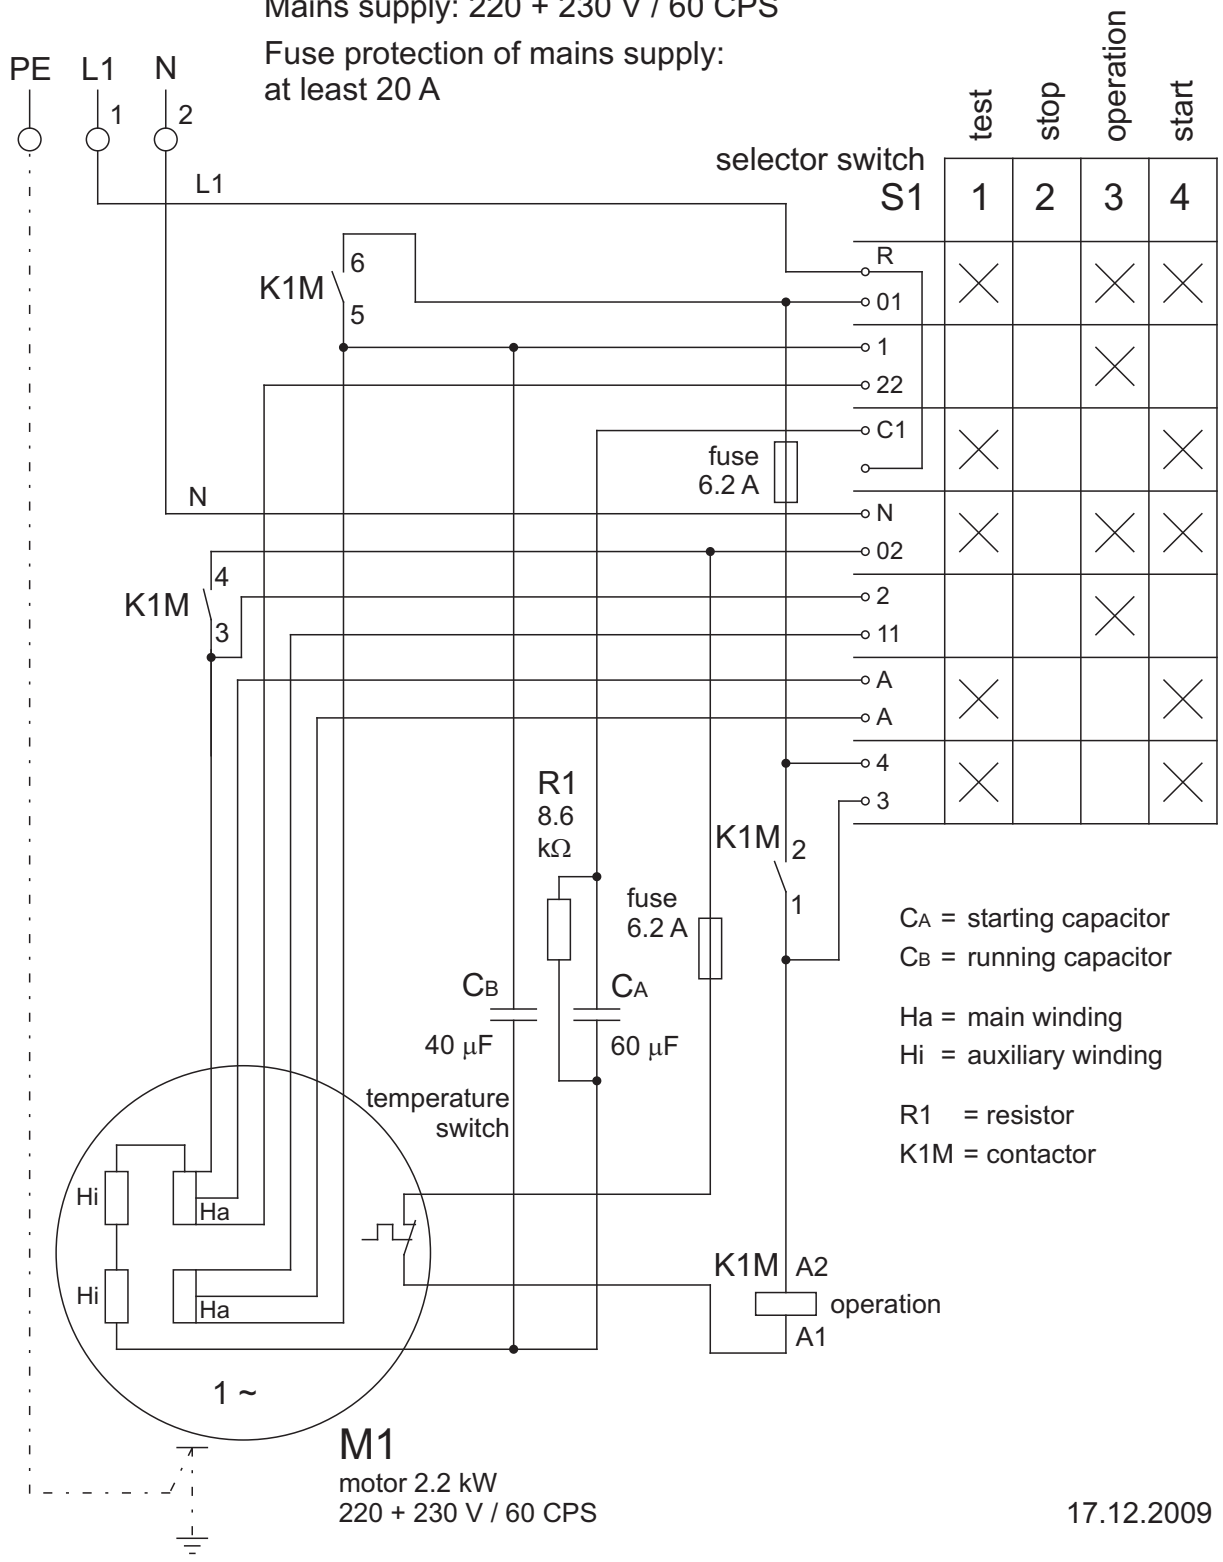 Mains supply: 220 + 230 V / 60 CPS
Fuse protection of mains supply:
at least 20 A
PE L1 N
1 2
test stop operation start
selector switch
S1 1 2 3 4
L1
R
01
6
K1M
5
1
22
C1
fuse
6.2 A
N
N
02
4
K1M
3
2
11
A
A
4
3
R1
8.6
kΩ
K1M 2
1
fuse
6.2 A
CB
40 µF
CA
60 µF
CA = starting capacitor
CB = running capacitor
Ha = main winding
Hi = auxiliary winding
R1 = resistor
K1M = contactor
temperature
switch
Hi
Ha
Hi
Ha
K1M A2
operation
A1
1 ~
M1
motor 2.2 kW
220 + 230 V / 60 CPS
17.12.2009